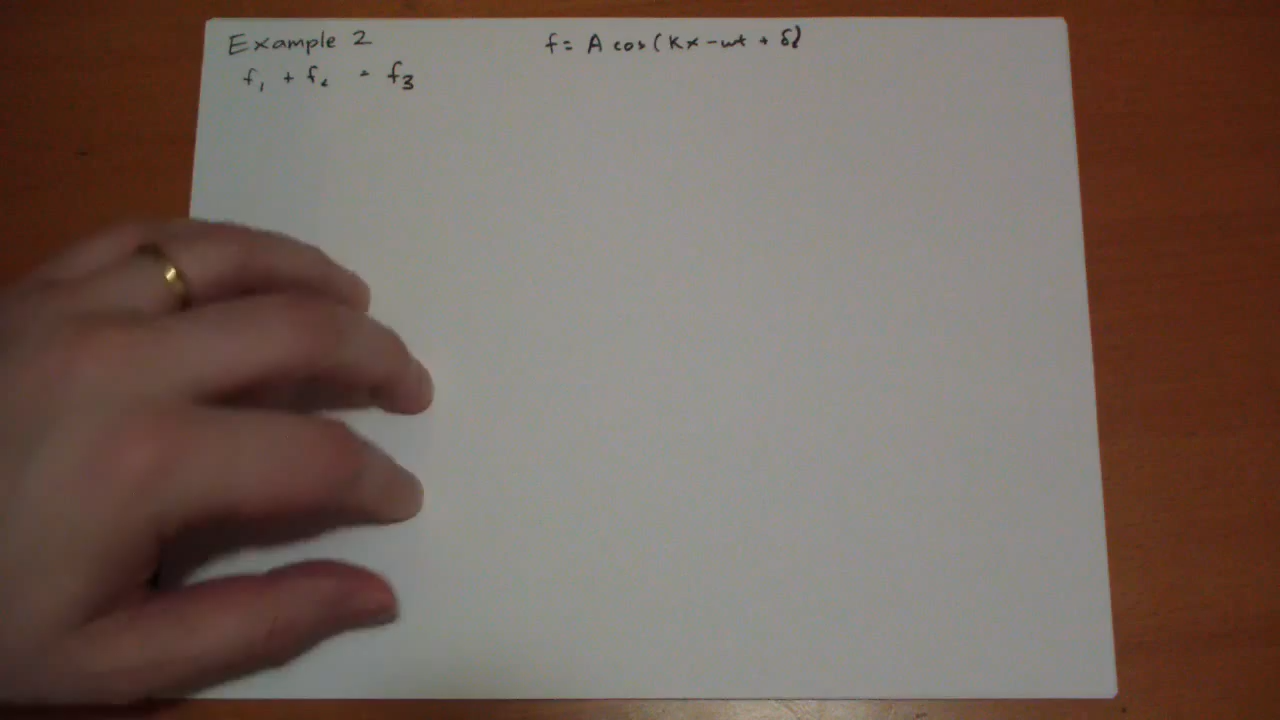 Example 2
f = A cos(kx - ωt + δ)
f₁ + f₂ = f₃